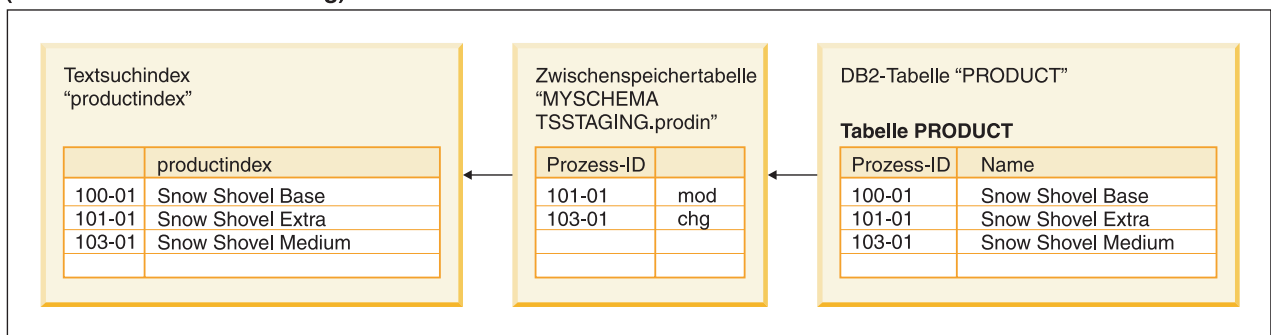 Textsuchindex
“productindex”
productindex
100-01 Snow Shovel Base
101-01 Snow Shovel Extra
103-01 Snow Shovel Medium
Zwischenspeichertabelle
“MYSCHEMA
TSSTAGING.prodin”
Prozess-ID
101-01 mod
103-01 chg
DB2-Tabelle “PRODUCT”
Tabelle PRODUCT
Prozess-ID Name
100-01 Snow Shovel Base
101-01 Snow Shovel Extra
103-01 Snow Shovel Medium